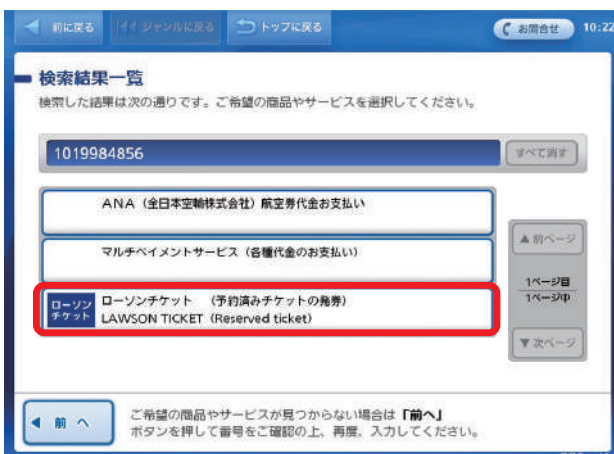 前に戻る ジャンルに戻る トップに戻る お問合せ 10:22
検索結果一覧
検索した結果は次の通りです。ご希望の商品やサービスを選択してください。
1019984856 すべて消す
ANA（全日本空輸株式会社）航空券代金お支払い
マルチペイメントサービス（各種代金のお支払い）
▲前ページ
1ページ目
1ページ中
▼次ページ
ローソン
チケット
ローソンチケット （予約済みチケットの発券）
LAWSON TICKET（Reserved ticket）
前 へ
ご希望の商品やサービスが見つからない場合は「前へ」
ボタンを押して番号をご確認の上、再度、入力してください。